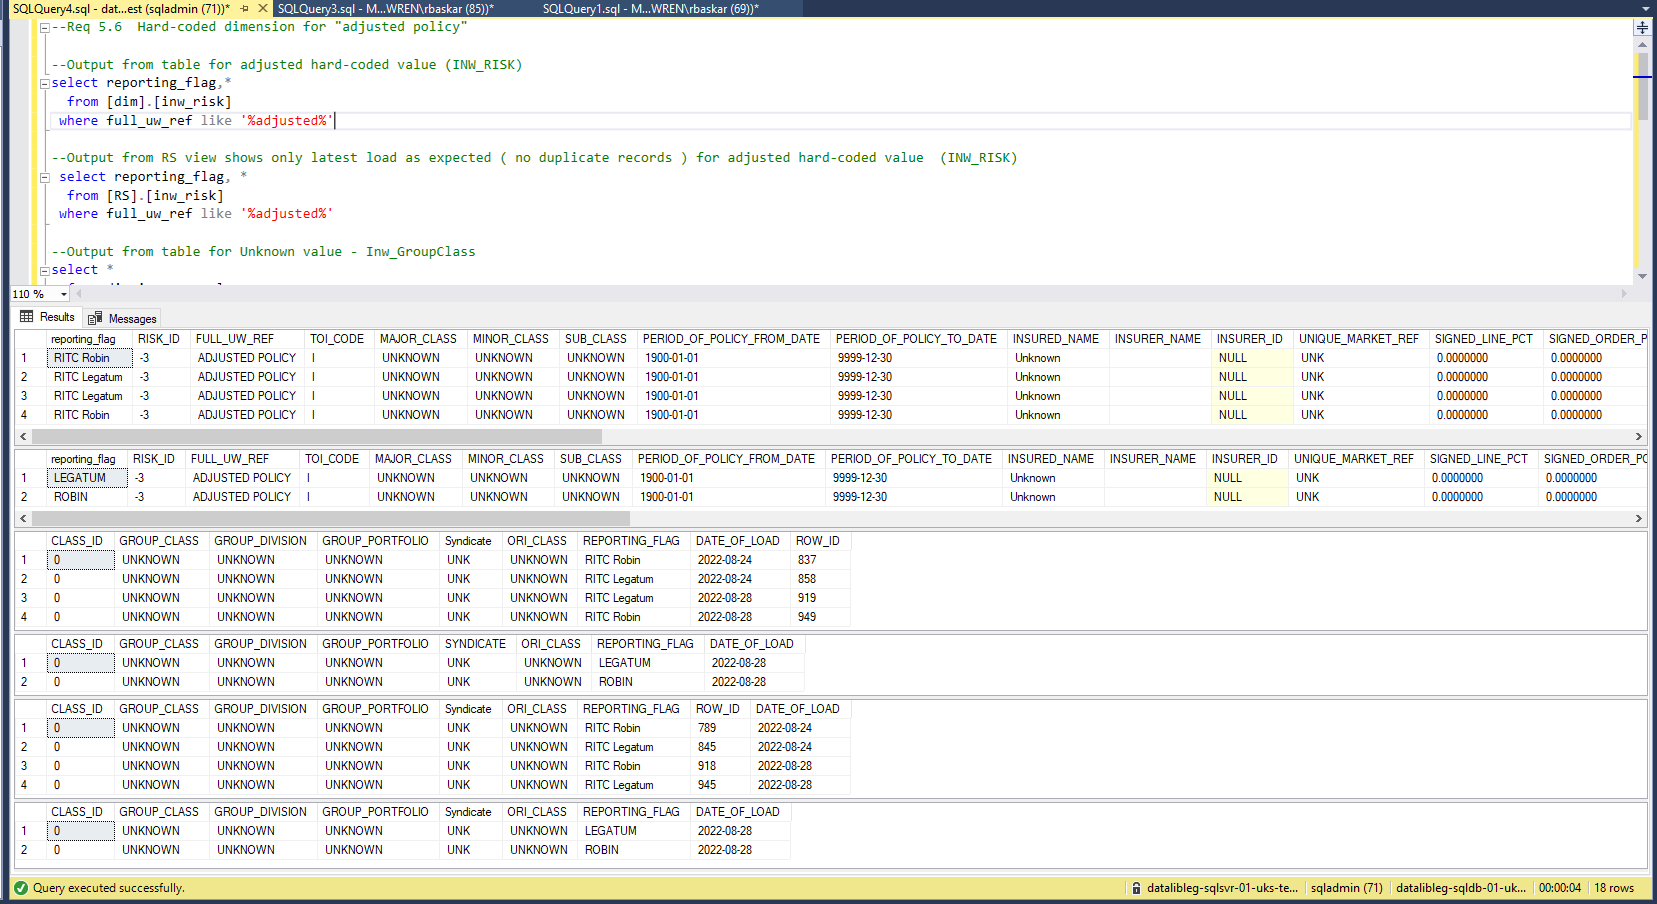 SQLQuery4.sql - dat...est (sqladmin (71))* SQLQuery3.sql - M...WREN\rbaskar (85))* SQLQuery1.sql - M...WREN\rbaskar (69))*
--Req 5.6  Hard-coded dimension for "adjusted policy"
--Output from table for adjusted hard-coded value (INW_RISK)
select reporting_flag,*
from [dim].[inw_risk]
where full_uw_ref like '%adjusted%'
--Output from RS view shows only latest load as expected ( no duplicate records ) for adjusted hard-coded value  (INW_RISK)
select reporting_flag, *
from [RS].[inw_risk]
where full_uw_ref like '%adjusted%'
--Output from table for Unknown value - Inw_GroupClass
select *
110 %
Results Messages
reporting_flag RISK_ID FULL_UW_REF TOI_CODE MAJOR_CLASS MINOR_CLASS SUB_CLASS PERIOD_OF_POLICY_FROM_DATE PERIOD_OF_POLICY_TO_DATE INSURED_NAME INSURER_NAME INSURER_ID UNIQUE_MARKET_REF SIGNED_LINE_PCT SIGNED_ORDER_P
1 RITC Robin -3 ADJUSTED POLICY I UNKNOWN UNKNOWN UNKNOWN 1900-01-01 9999-12-30 Unknown NULL UNK 0.0000000 0.0000000
2 RITC Legatum -3 ADJUSTED POLICY I UNKNOWN UNKNOWN UNKNOWN 1900-01-01 9999-12-30 Unknown NULL UNK 0.0000000 0.0000000
3 RITC Legatum -3 ADJUSTED POLICY I UNKNOWN UNKNOWN UNKNOWN 1900-01-01 9999-12-30 Unknown NULL UNK 0.0000000 0.0000000
4 RITC Robin -3 ADJUSTED POLICY I UNKNOWN UNKNOWN UNKNOWN 1900-01-01 9999-12-30 Unknown NULL UNK 0.0000000 0.0000000
reporting_flag RISK_ID FULL_UW_REF TOI_CODE MAJOR_CLASS MINOR_CLASS SUB_CLASS PERIOD_OF_POLICY_FROM_DATE PERIOD_OF_POLICY_TO_DATE INSURED_NAME INSURER_NAME INSURER_ID UNIQUE_MARKET_REF SIGNED_LINE_PCT SIGNED_ORDER_PC
1 LEGATUM -3 ADJUSTED POLICY I UNKNOWN UNKNOWN UNKNOWN 1900-01-01 9999-12-30 Unknown NULL UNK 0.0000000 0.0000000
2 ROBIN -3 ADJUSTED POLICY I UNKNOWN UNKNOWN UNKNOWN 1900-01-01 9999-12-30 Unknown NULL UNK 0.0000000 0.0000000
CLASS_ID GROUP_CLASS GROUP_DIVISION GROUP_PORTFOLIO Syndicate ORI_CLASS REPORTING_FLAG DATE_OF_LOAD ROW_ID
1 0 UNKNOWN UNKNOWN UNKNOWN UNK UNKNOWN RITC Robin 2022-08-24 837
2 0 UNKNOWN UNKNOWN UNKNOWN UNK UNKNOWN RITC Legatum 2022-08-24 858
3 0 UNKNOWN UNKNOWN UNKNOWN UNK UNKNOWN RITC Legatum 2022-08-28 919
4 0 UNKNOWN UNKNOWN UNKNOWN UNK UNKNOWN RITC Robin 2022-08-28 949
CLASS_ID GROUP_CLASS GROUP_DIVISION GROUP_PORTFOLIO SYNDICATE ORI_CLASS REPORTING_FLAG DATE_OF_LOAD
1 0 UNKNOWN UNKNOWN UNKNOWN UNK UNKNOWN LEGATUM 2022-08-28
2 0 UNKNOWN UNKNOWN UNKNOWN UNK UNKNOWN ROBIN 2022-08-28
CLASS_ID GROUP_CLASS GROUP_DIVISION GROUP_PORTFOLIO Syndicate ORI_CLASS REPORTING_FLAG ROW_ID DATE_OF_LOAD
1 0 UNKNOWN UNKNOWN UNKNOWN UNK UNKNOWN RITC Robin 789 2022-08-24
2 0 UNKNOWN UNKNOWN UNKNOWN UNK UNKNOWN RITC Legatum 845 2022-08-24
3 0 UNKNOWN UNKNOWN UNKNOWN UNK UNKNOWN RITC Robin 918 2022-08-28
4 0 UNKNOWN UNKNOWN UNKNOWN UNK UNKNOWN RITC Legatum 945 2022-08-28
CLASS_ID GROUP_CLASS GROUP_DIVISION GROUP_PORTFOLIO Syndicate ORI_CLASS REPORTING_FLAG DATE_OF_LOAD
1 0 UNKNOWN UNKNOWN UNKNOWN UNK UNKNOWN LEGATUM 2022-08-28
2 0 UNKNOWN UNKNOWN UNKNOWN UNK UNKNOWN ROBIN 2022-08-28
Query executed successfully. datalibleg-sqlsvr-01-uks-te... sqladmin (71) datalibleg-sqldb-01-uk... 00:00:04 18 rows